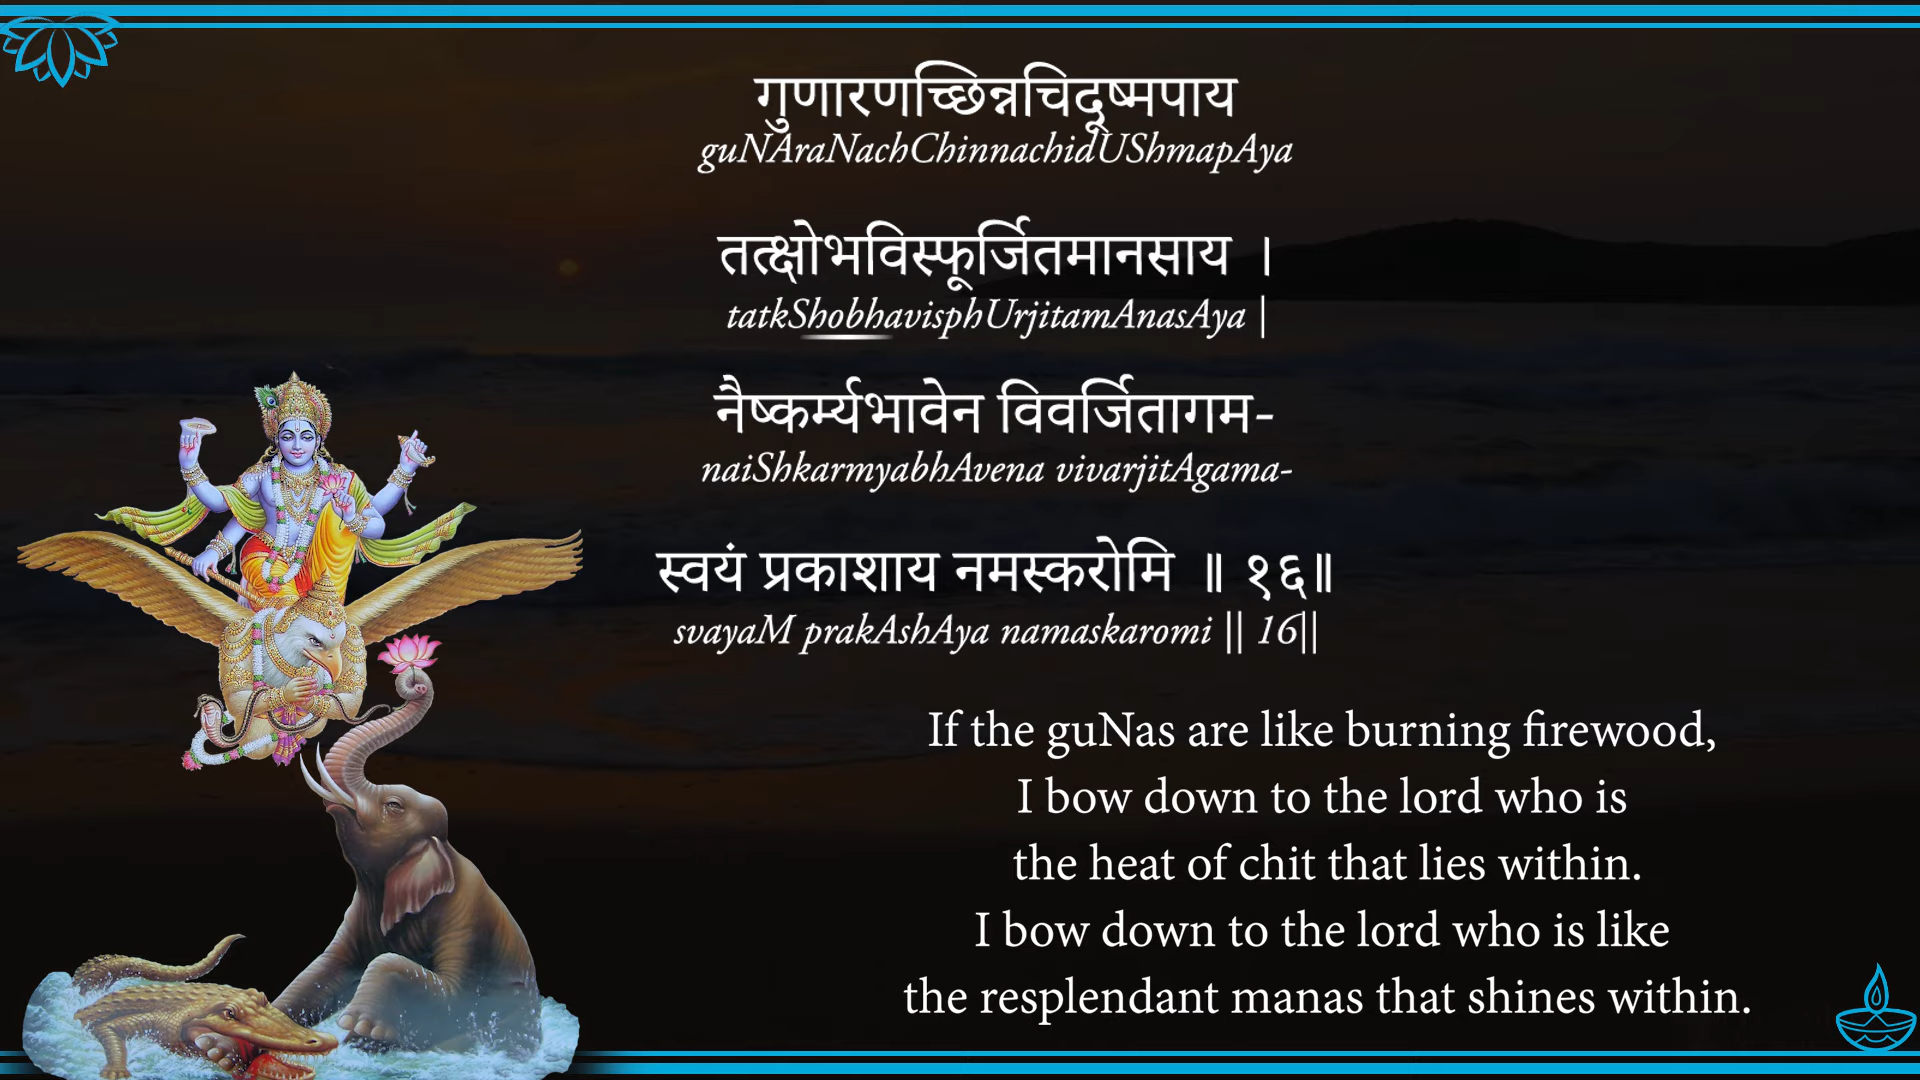 गुणारणच्छिन्नचिदूष्मपाय
guNAraNachChinnachidUShmapAya
तत्क्षोभविस्फूर्जितमानसाय ।
tatkShobhavisphUrjitamAnasAya |
नैष्कर्म्यभावेन विवर्जितागम-
naiShkarmyabhAvena vivarjitAgama-
स्वयं प्रकाशाय नमस्करोमि ॥ १६॥
svayaM prakAshAya namaskaromi || 16||
If the guNas are like burning firewood,
I bow down to the lord who is
the heat of chit that lies within.
I bow down to the lord who is like
the resplendant manas that shines within.